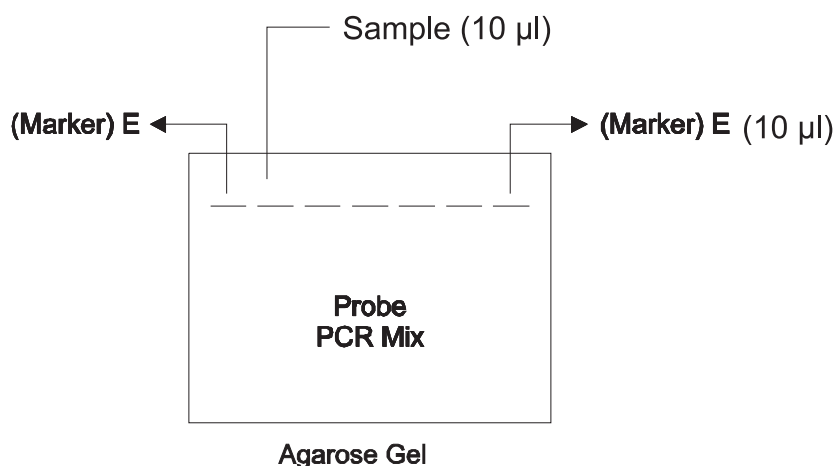 Sample (10 µl)
(Marker) E
(Marker) E (10 µl)
Probe
PCR Mix
Agarose Gel